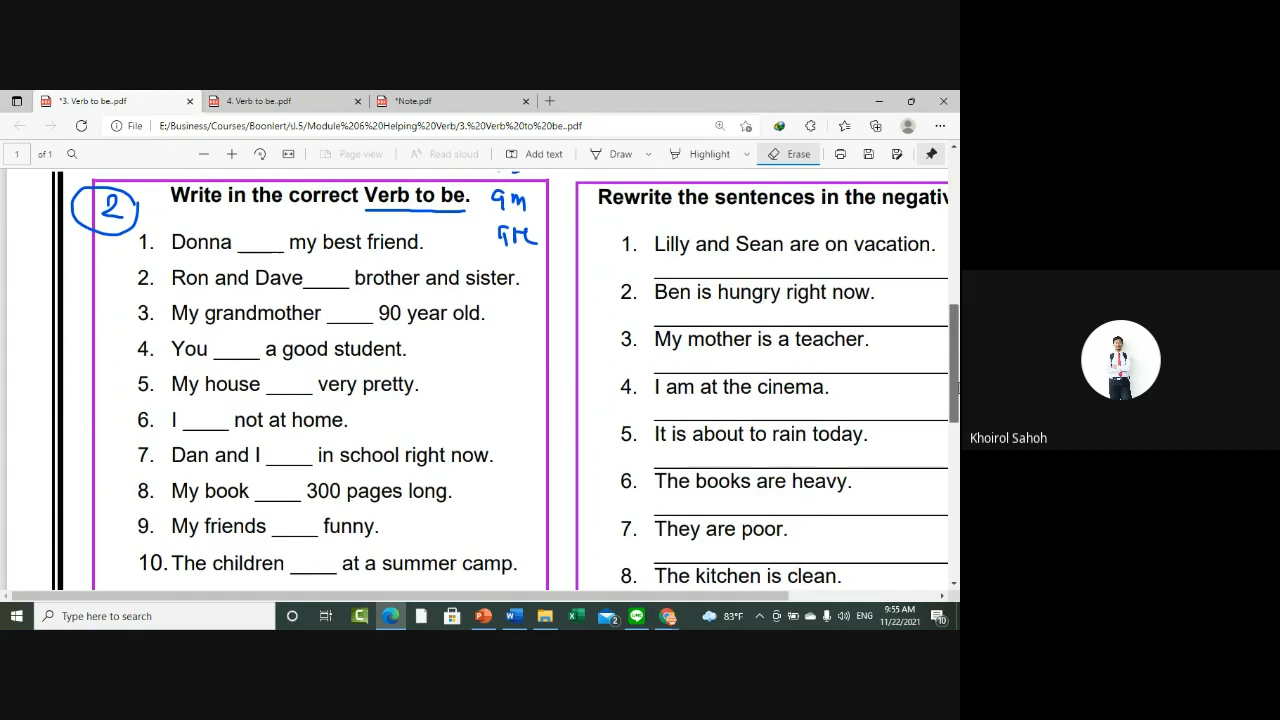 *3. Verb to be..pdf
4. Verb to be..pdf
*Note.pdf
File
E:/Business/Courses/Boonlert/ป.5/Module%206%20Helping%20Verb/3.%20Verb%20to%20be..pdf
1 of 1
Page view
Read aloud
Add text
Draw
Highlight
Erase
2
Write in the correct Verb to be.
am
are
1. Donna ____ my best friend.
2. Ron and Dave____ brother and sister.
3. My grandmother ____ 90 year old.
4. You ____ a good student.
5. My house ____ very pretty.
6. I ____ not at home.
7. Dan and I ____ in school right now.
8. My book ____ 300 pages long.
9. My friends ____ funny.
10. The children ____ at a summer camp.
Rewrite the sentences in the negativ
1. Lilly and Sean are on vacation.
2. Ben is hungry right now.
3. My mother is a teacher.
4. I am at the cinema.
5. It is about to rain today.
6. The books are heavy.
7. They are poor.
8. The kitchen is clean.
Khoirol Sahoh
Type here to search
83°F
ENG
9:55 AM
11/22/2021